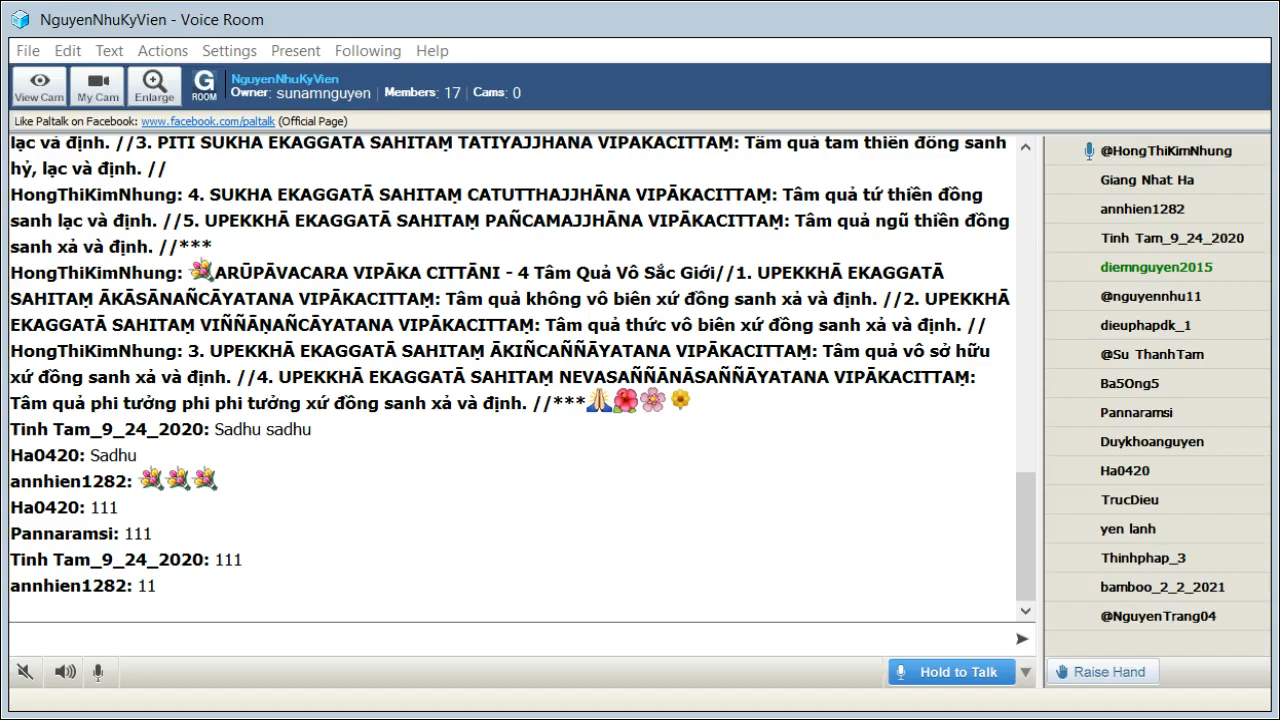 NguyenNhuKyVien - Voice Room
File Edit Text Actions Settings Present Following Help
View Cam My Cam Enlarge G ROOM
NguyenNhuKyVien
Owner: sunamnguyen | Members: 17 | Cams: 0
Like Paltalk on Facebook: www.facebook.com/paltalk (Official Page)
lạc và định. //3. PITI SUKHA EKAGGATA SAHITAṂ TATIYAJJHANA VIPAKACITTAṂ: Tâm quả tam thiền đồng sanh
hỷ, lạc và định. //
HongThiKimNhung: 4. SUKHA EKAGGATĀ SAHITAṂ CATUTTHAJJHĀNA VIPĀKACITTAṂ: Tâm quả tứ thiền đồng
sanh lạc và định. //5. UPEKKHĀ EKAGGATĀ SAHITAṂ PAÑCAMAJJHĀNA VIPĀKACITTAṂ: Tâm quả ngũ thiền đồng
sanh xả và định. //***
HongThiKimNhung: ARŪPĀVACARA VIPĀKA CITTĀNI - 4 Tâm Quả Vô Sắc Giới//1. UPEKKHĀ EKAGGATĀ
SAHITAṂ ĀKĀSĀNAÑCĀYATANA VIPĀKACITTAṂ: Tâm quả không vô biên xứ đồng sanh xả và định. //2. UPEKKHĀ
EKAGGATĀ SAHITAṂ VIÑÑĀṆAÑCĀYATANA VIPĀKACITTAṂ: Tâm quả thức vô biên xứ đồng sanh xả và định. //
HongThiKimNhung: 3. UPEKKHĀ EKAGGATĀ SAHITAṂ ĀKIÑCAÑÑĀYATANA VIPĀKACITTAṂ: Tâm quả vô sở hữu
xứ đồng sanh xả và định. //4. UPEKKHĀ EKAGGATĀ SAHITAṂ NEVASAÑÑĀNĀSAÑÑĀYATANA VIPĀKACITTAṂ:
Tâm quả phi tưởng phi phi tưởng xứ đồng sanh xả và định. //***
Tinh Tam_9_24_2020: Sadhu sadhu
Ha0420: Sadhu
annhien1282:
Ha0420: 111
Pannaramsi: 111
Tinh Tam_9_24_2020: 111
annhien1282: 11
Hold to Talk
@HongThiKimNhung
Giang Nhat Ha
annhien1282
Tinh Tam_9_24_2020
diemnguyen2015
@nguyennhu11
dieuphapdk_1
@Su ThanhTam
Ba5Ong5
Pannaramsi
Duykhoanguyen
Ha0420
TrucDieu
yen lanh
Thinhphap_3
bamboo_2_2_2021
@NguyenTrang04
Raise Hand